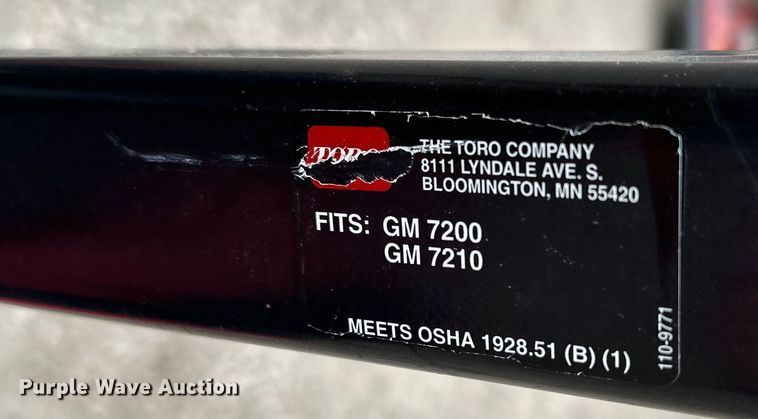 TORO
THE TORO COMPANY
8111 LYNDALE AVE. S.
BLOOMINGTON, MN 55420
FITS: GM 7200
GM 7210
MEETS OSHA 1928.51 (B) (1)
110-9771
Purple Wave Auction